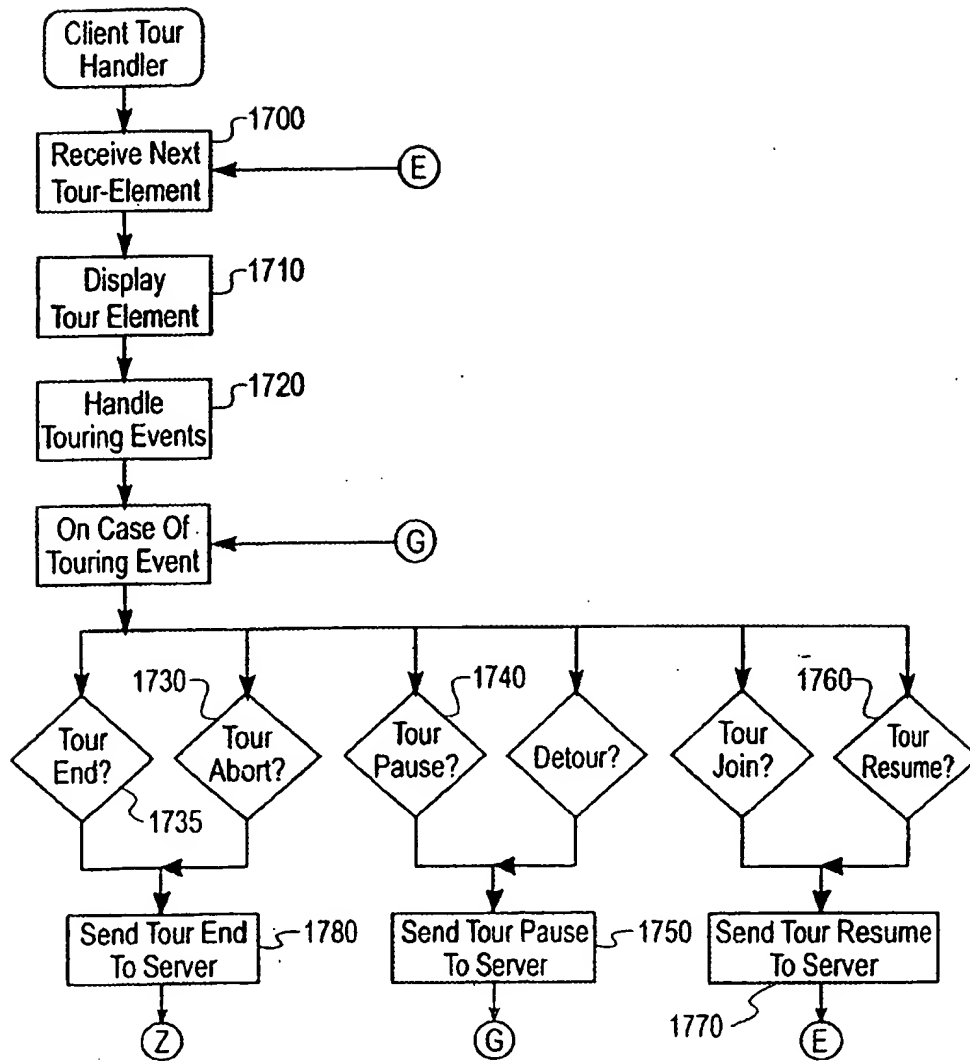 Client Tour
Handler
1700
Receive Next
Tour-Element
E
1710
Display
Tour Element
1720
Handle
Touring Events
On Case Of
Touring Event
G
1730
1740
1760
Tour
End?
Tour
Abort?
Tour
Pause?
Detour?
Tour
Join?
Tour
Resume?
1735
Send Tour End
To Server
1780
Send Tour Pause
To Server
1750
Send Tour Resume
To Server
1770
Z
G
E